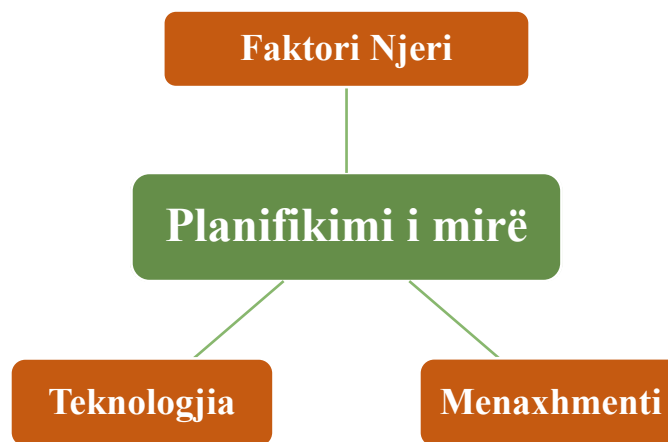 Faktori Njeri
Planifikimi i mirë
Teknologjia
Menaxhmenti